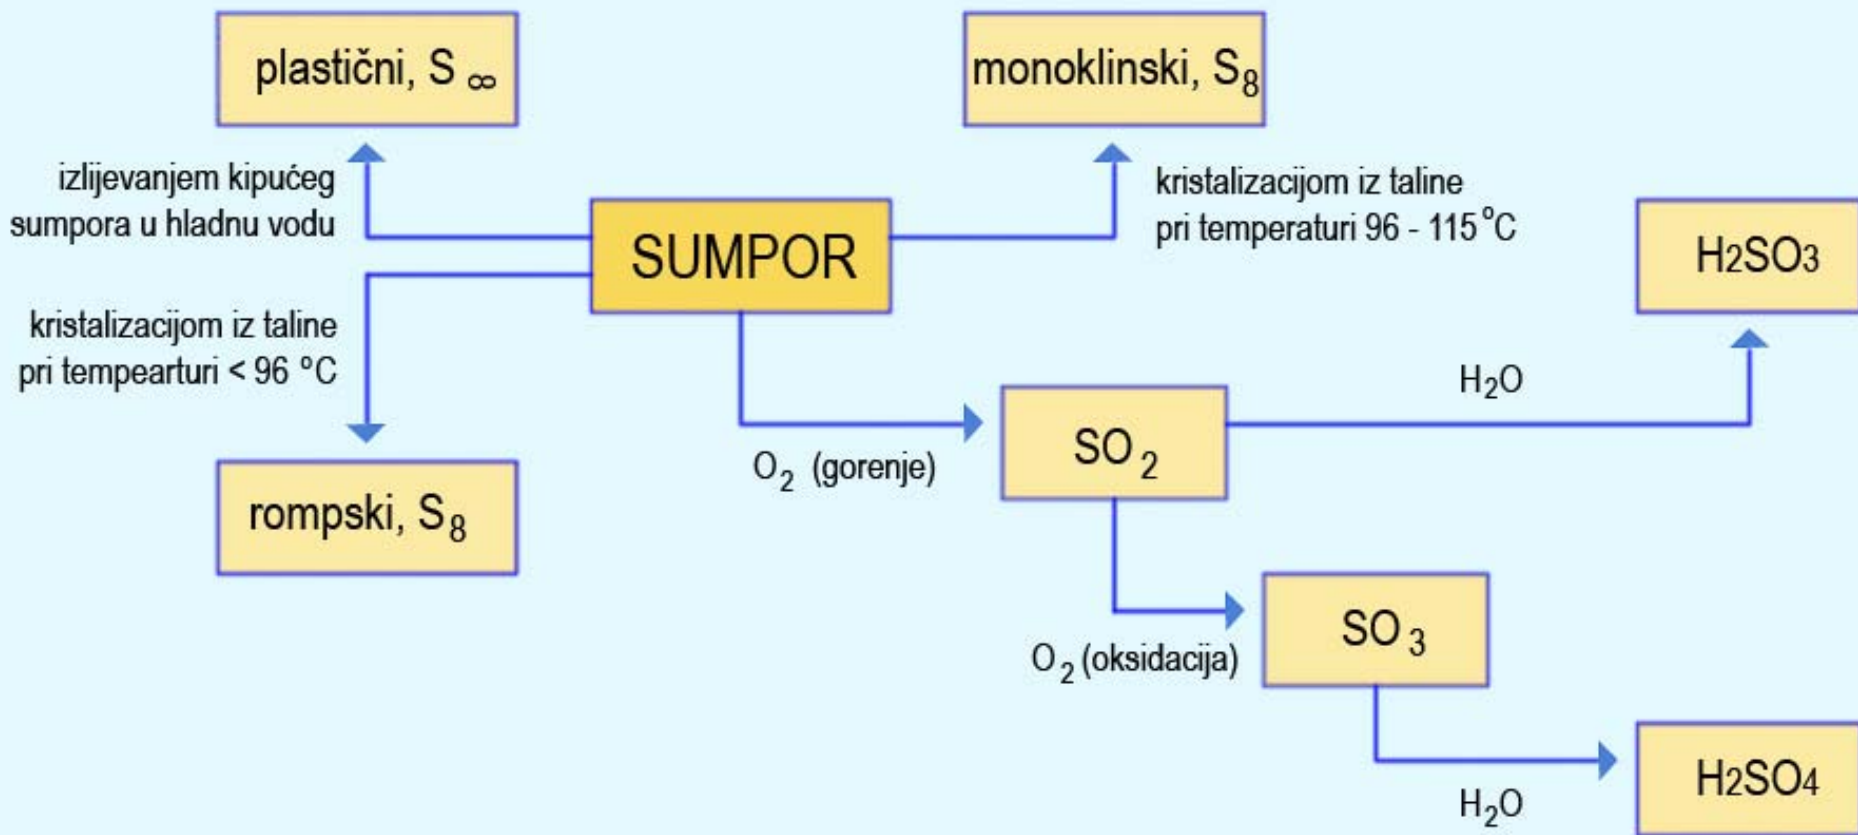 plastični, S ∞
monoklinski, S₈
izlijevanjem kipućeg
sumpora u hladnu vodu
SUMPOR
kristalizacijom iz taline
pri temperaturi 96 - 115 °C
H2SO3
kristalizacijom iz taline
pri tempearturi < 96 °C
H₂O
O₂ (gorenje)
SO₂
rompski, S₈
O₂ (oksidacija)
SO₃
H₂O
H2SO4